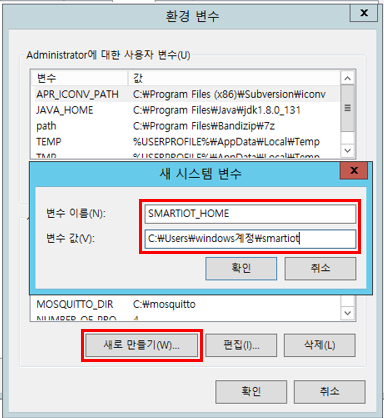 환경 변수
x
Administrator에 대한 사용자 변수(U)
변수 값
APR_ICONV_PATH C:₩Program Files (x86)₩Subversion₩iconv
JAVA_HOME C:₩Program Files₩Java₩jdk1.8.0_131
path C:₩Program Files₩Bandizip₩7z
TEMP %USERPROFILE%₩AppData₩Local₩Temp
TMP %USERPROFILE%₩AppData₩Local₩Temp
새 시스템 변수
x
변수 이름(N): SMARTIOT_HOME
변수 값(V): C:₩Users₩windows계정₩smartiot
확인 취소
MOSQUITTO_DIR C:₩mosquitto
NUMBER_OF_PRO 4
새로 만들기(W)... 편집(I)... 삭제(L)
확인 취소